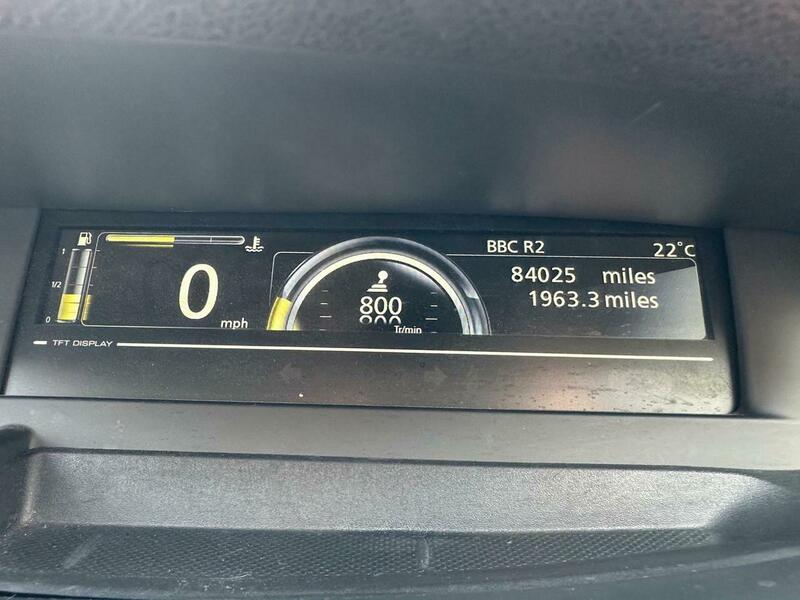 BBC R2
22°C
1
1/2
0
0
mph
800
Tr/min
84025 miles
1963.3 miles
TFT DISPLAY